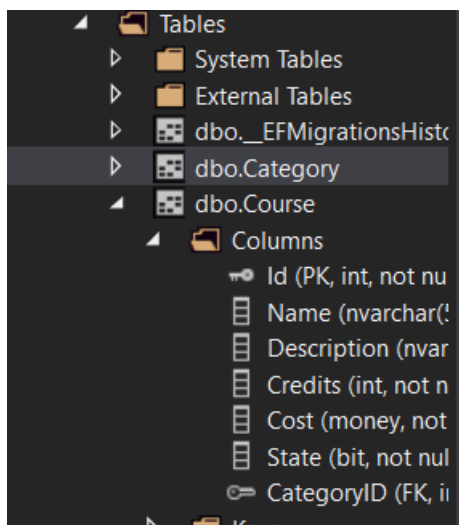 Tables
System Tables
External Tables
dbo.__EFMigrationsHisto
dbo.Category
dbo.Course
Columns
Id (PK, int, not nu
Name (nvarchar(
Description (nvar
Credits (int, not n
Cost (money, not
State (bit, not nul
CategoryID (FK, i